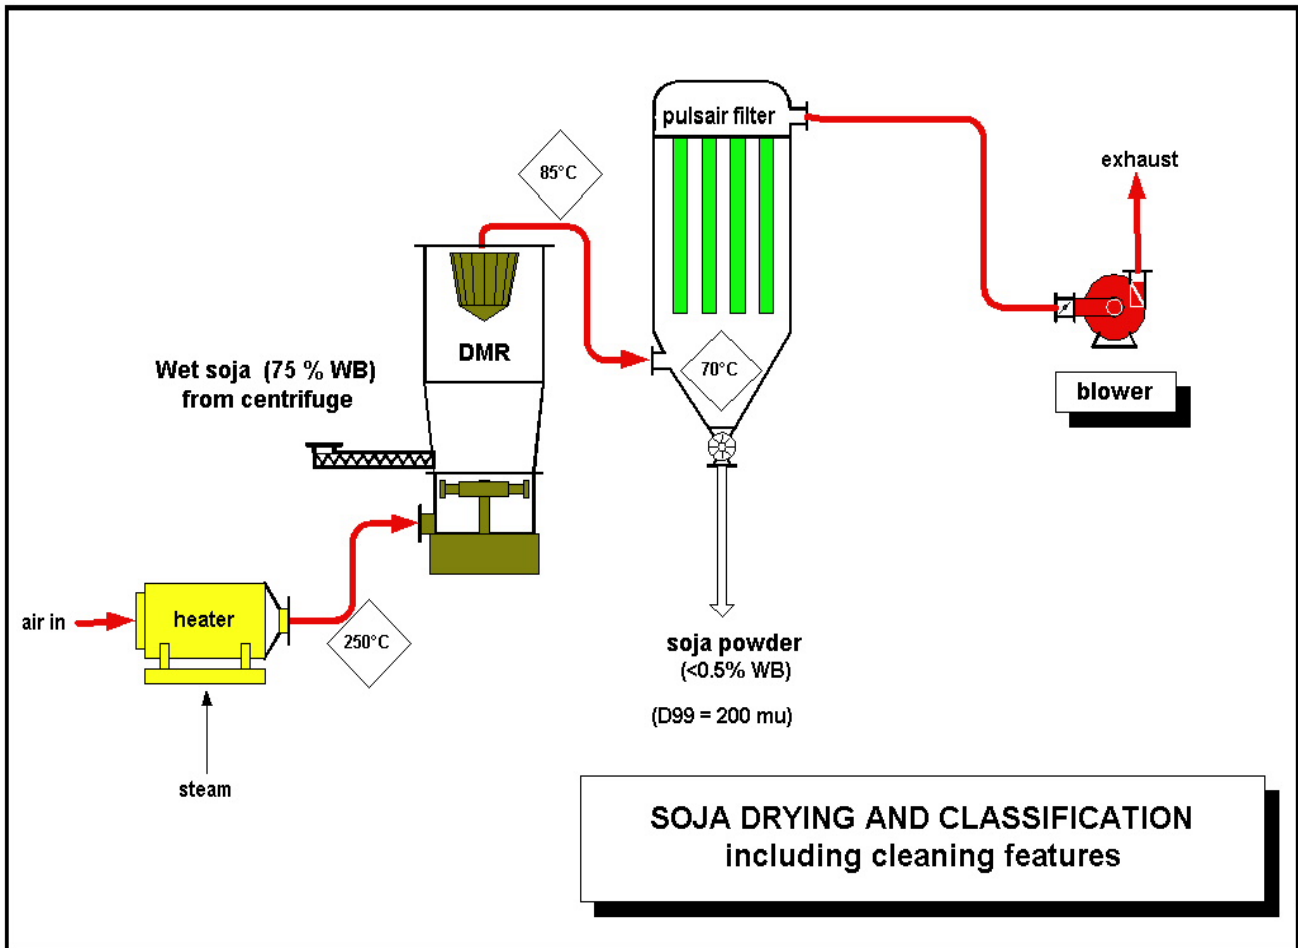 pulsair filter
exhaust
85°C
DMR
Wet soja (75 % WB)
from centrifuge
70°C
blower
air in
heater
250°C
soja powder
(<0.5% WB)
(D99 = 200 mu)
steam
SOJA DRYING AND CLASSIFICATION
including cleaning features